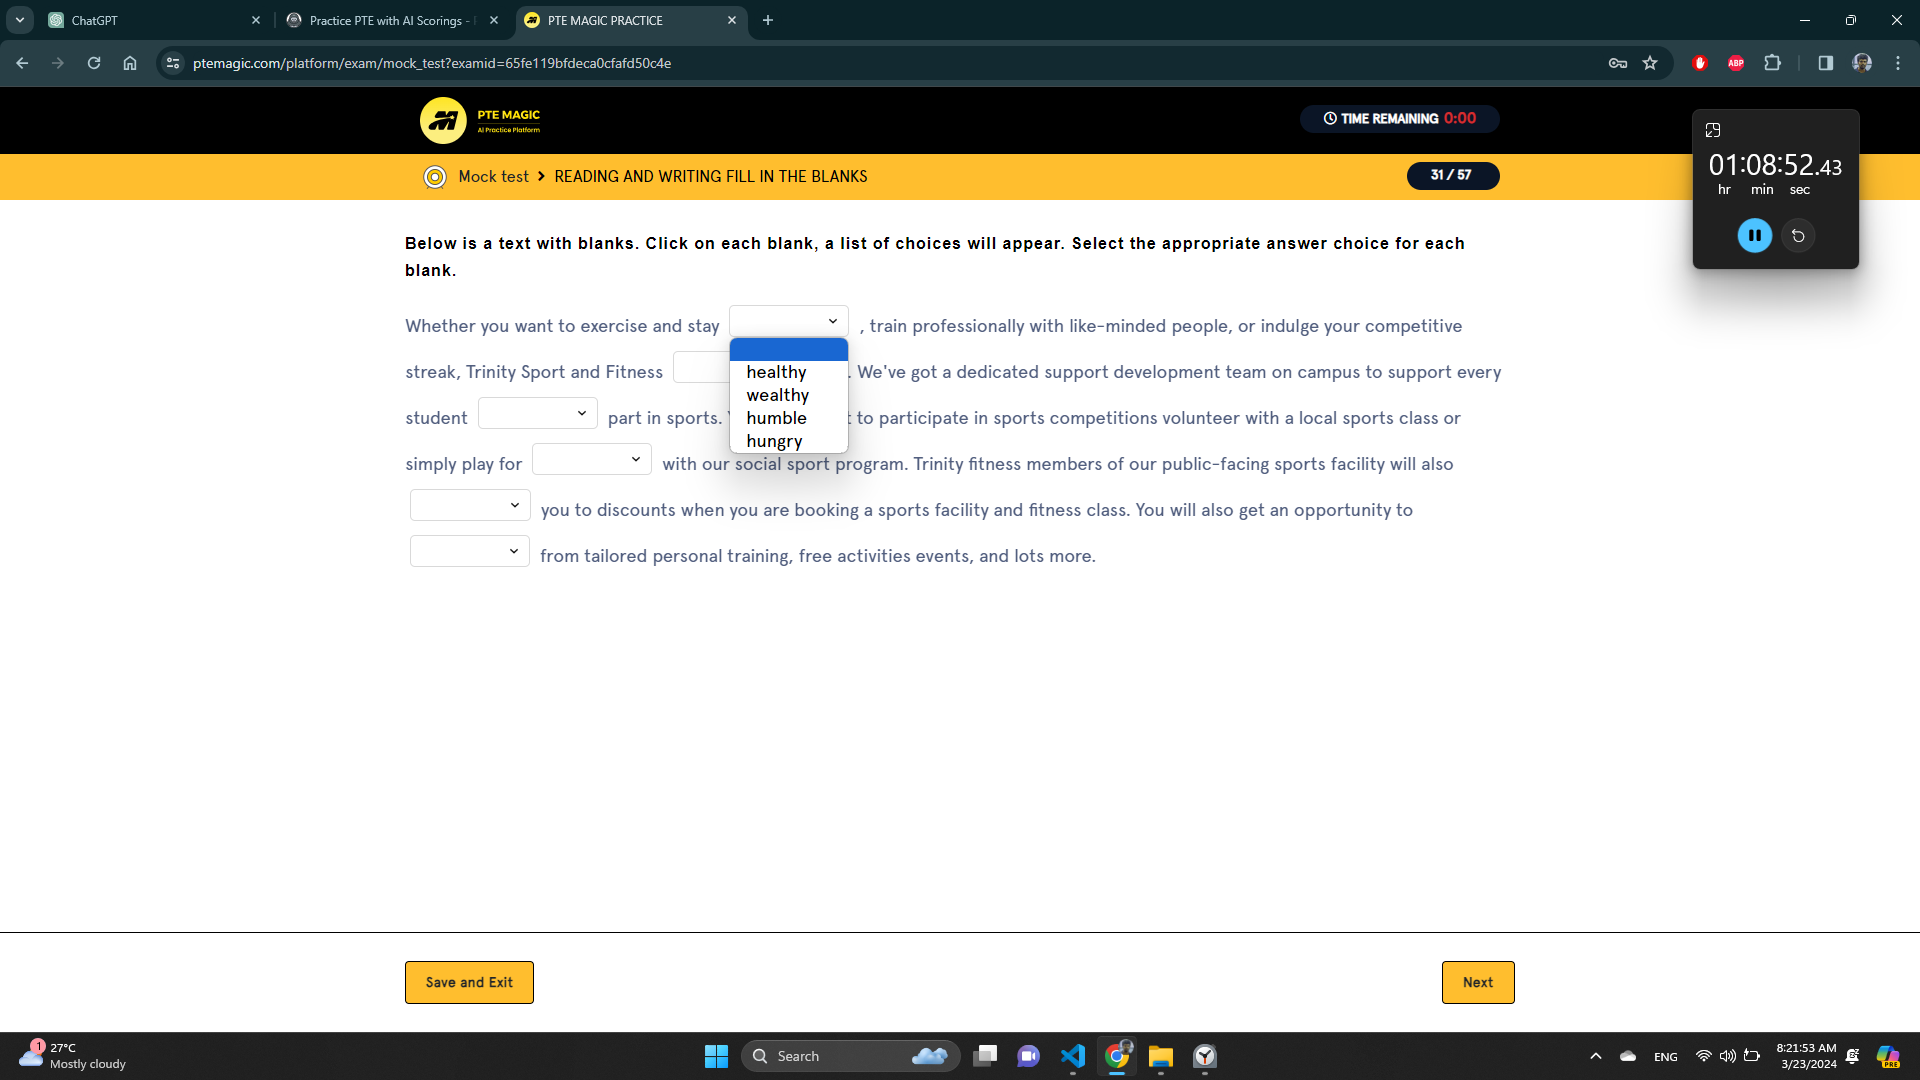 ChatGPT
Practice PTE with AI Scorings -
PTE MAGIC PRACTICE
ptemagic.com/platform/exam/mock_test?examid=65fe119bfdeca0cfafd50c4e
ABP
PTE MAGIC
AI Practice Platform
TIME REMAINING 0:00
01:08:52.43
hr min sec
Mock test > READING AND WRITING FILL IN THE BLANKS
31 / 57
Below is a text with blanks. Click on each blank, a list of choices will appear. Select the appropriate answer choice for each
blank.
Whether you want to exercise and stay , train professionally with like-minded people, or indulge your competitive
streak, Trinity Sport and Fitness . We've got a dedicated support development team on campus to support every
student part in sports. to participate in sports competitions volunteer with a local sports class or
simply play for with our social sport program. Trinity fitness members of our public-facing sports facility will also
you to discounts when you are booking a sports facility and fitness class. You will also get an opportunity to
from tailored personal training, free activities events, and lots more.
healthy
wealthy
humble
hungry
Save and Exit
Next
1
27°C
Mostly cloudy
Search
ENG
8:21:53 AM
3/23/2024
PRE